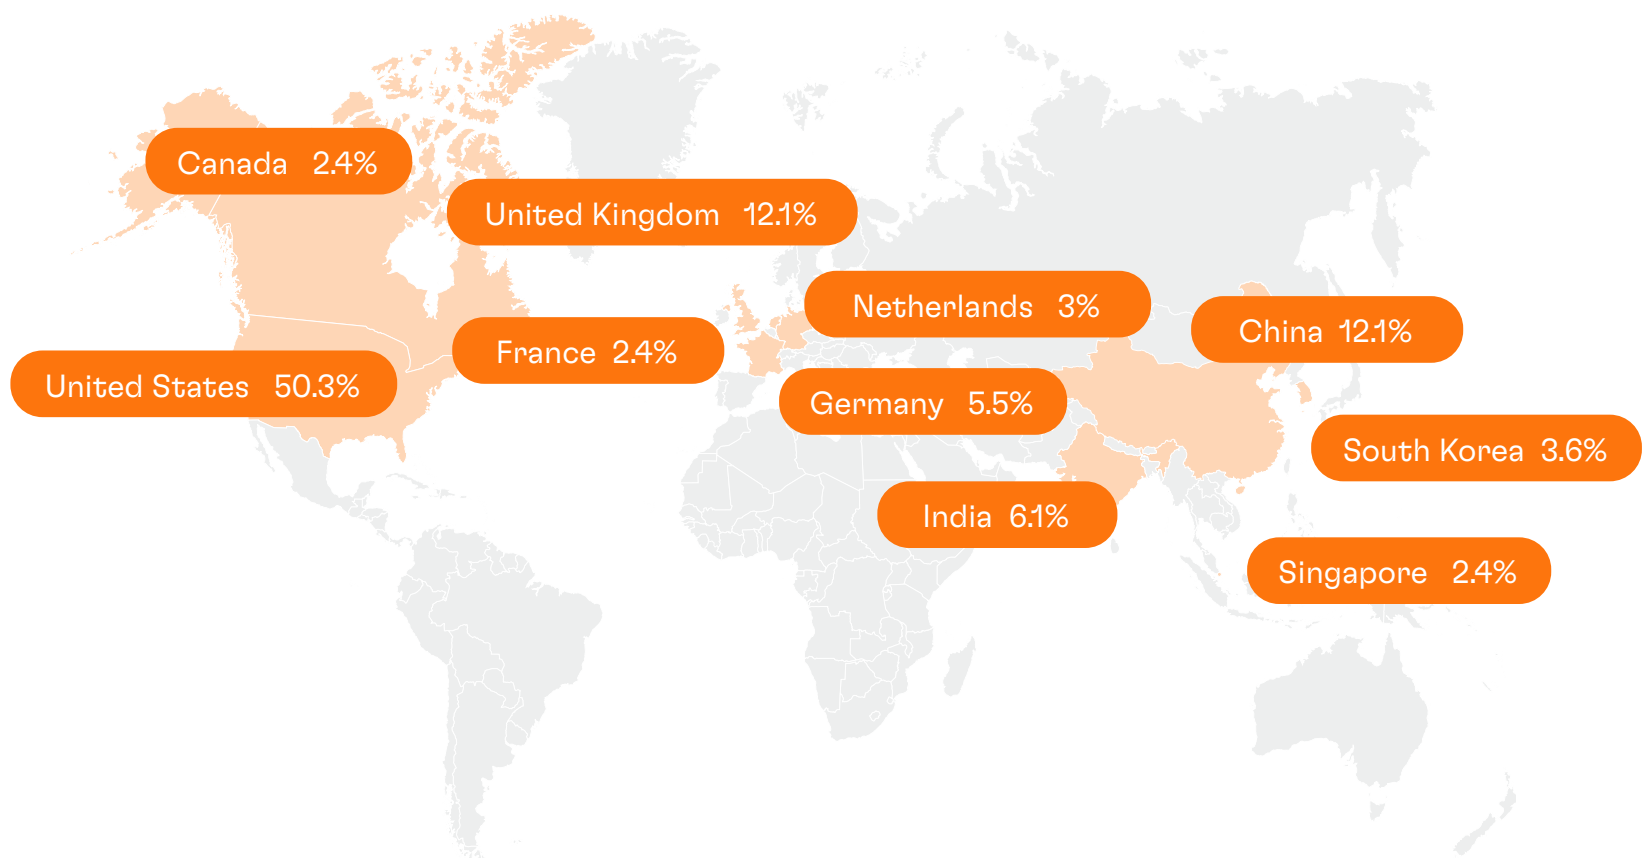 Canada 2.4%
United Kingdom 12.1%
Netherlands 3%
China 12.1%
France 2.4%
United States 50.3%
Germany 5.5%
South Korea 3.6%
India 6.1%
Singapore 2.4%